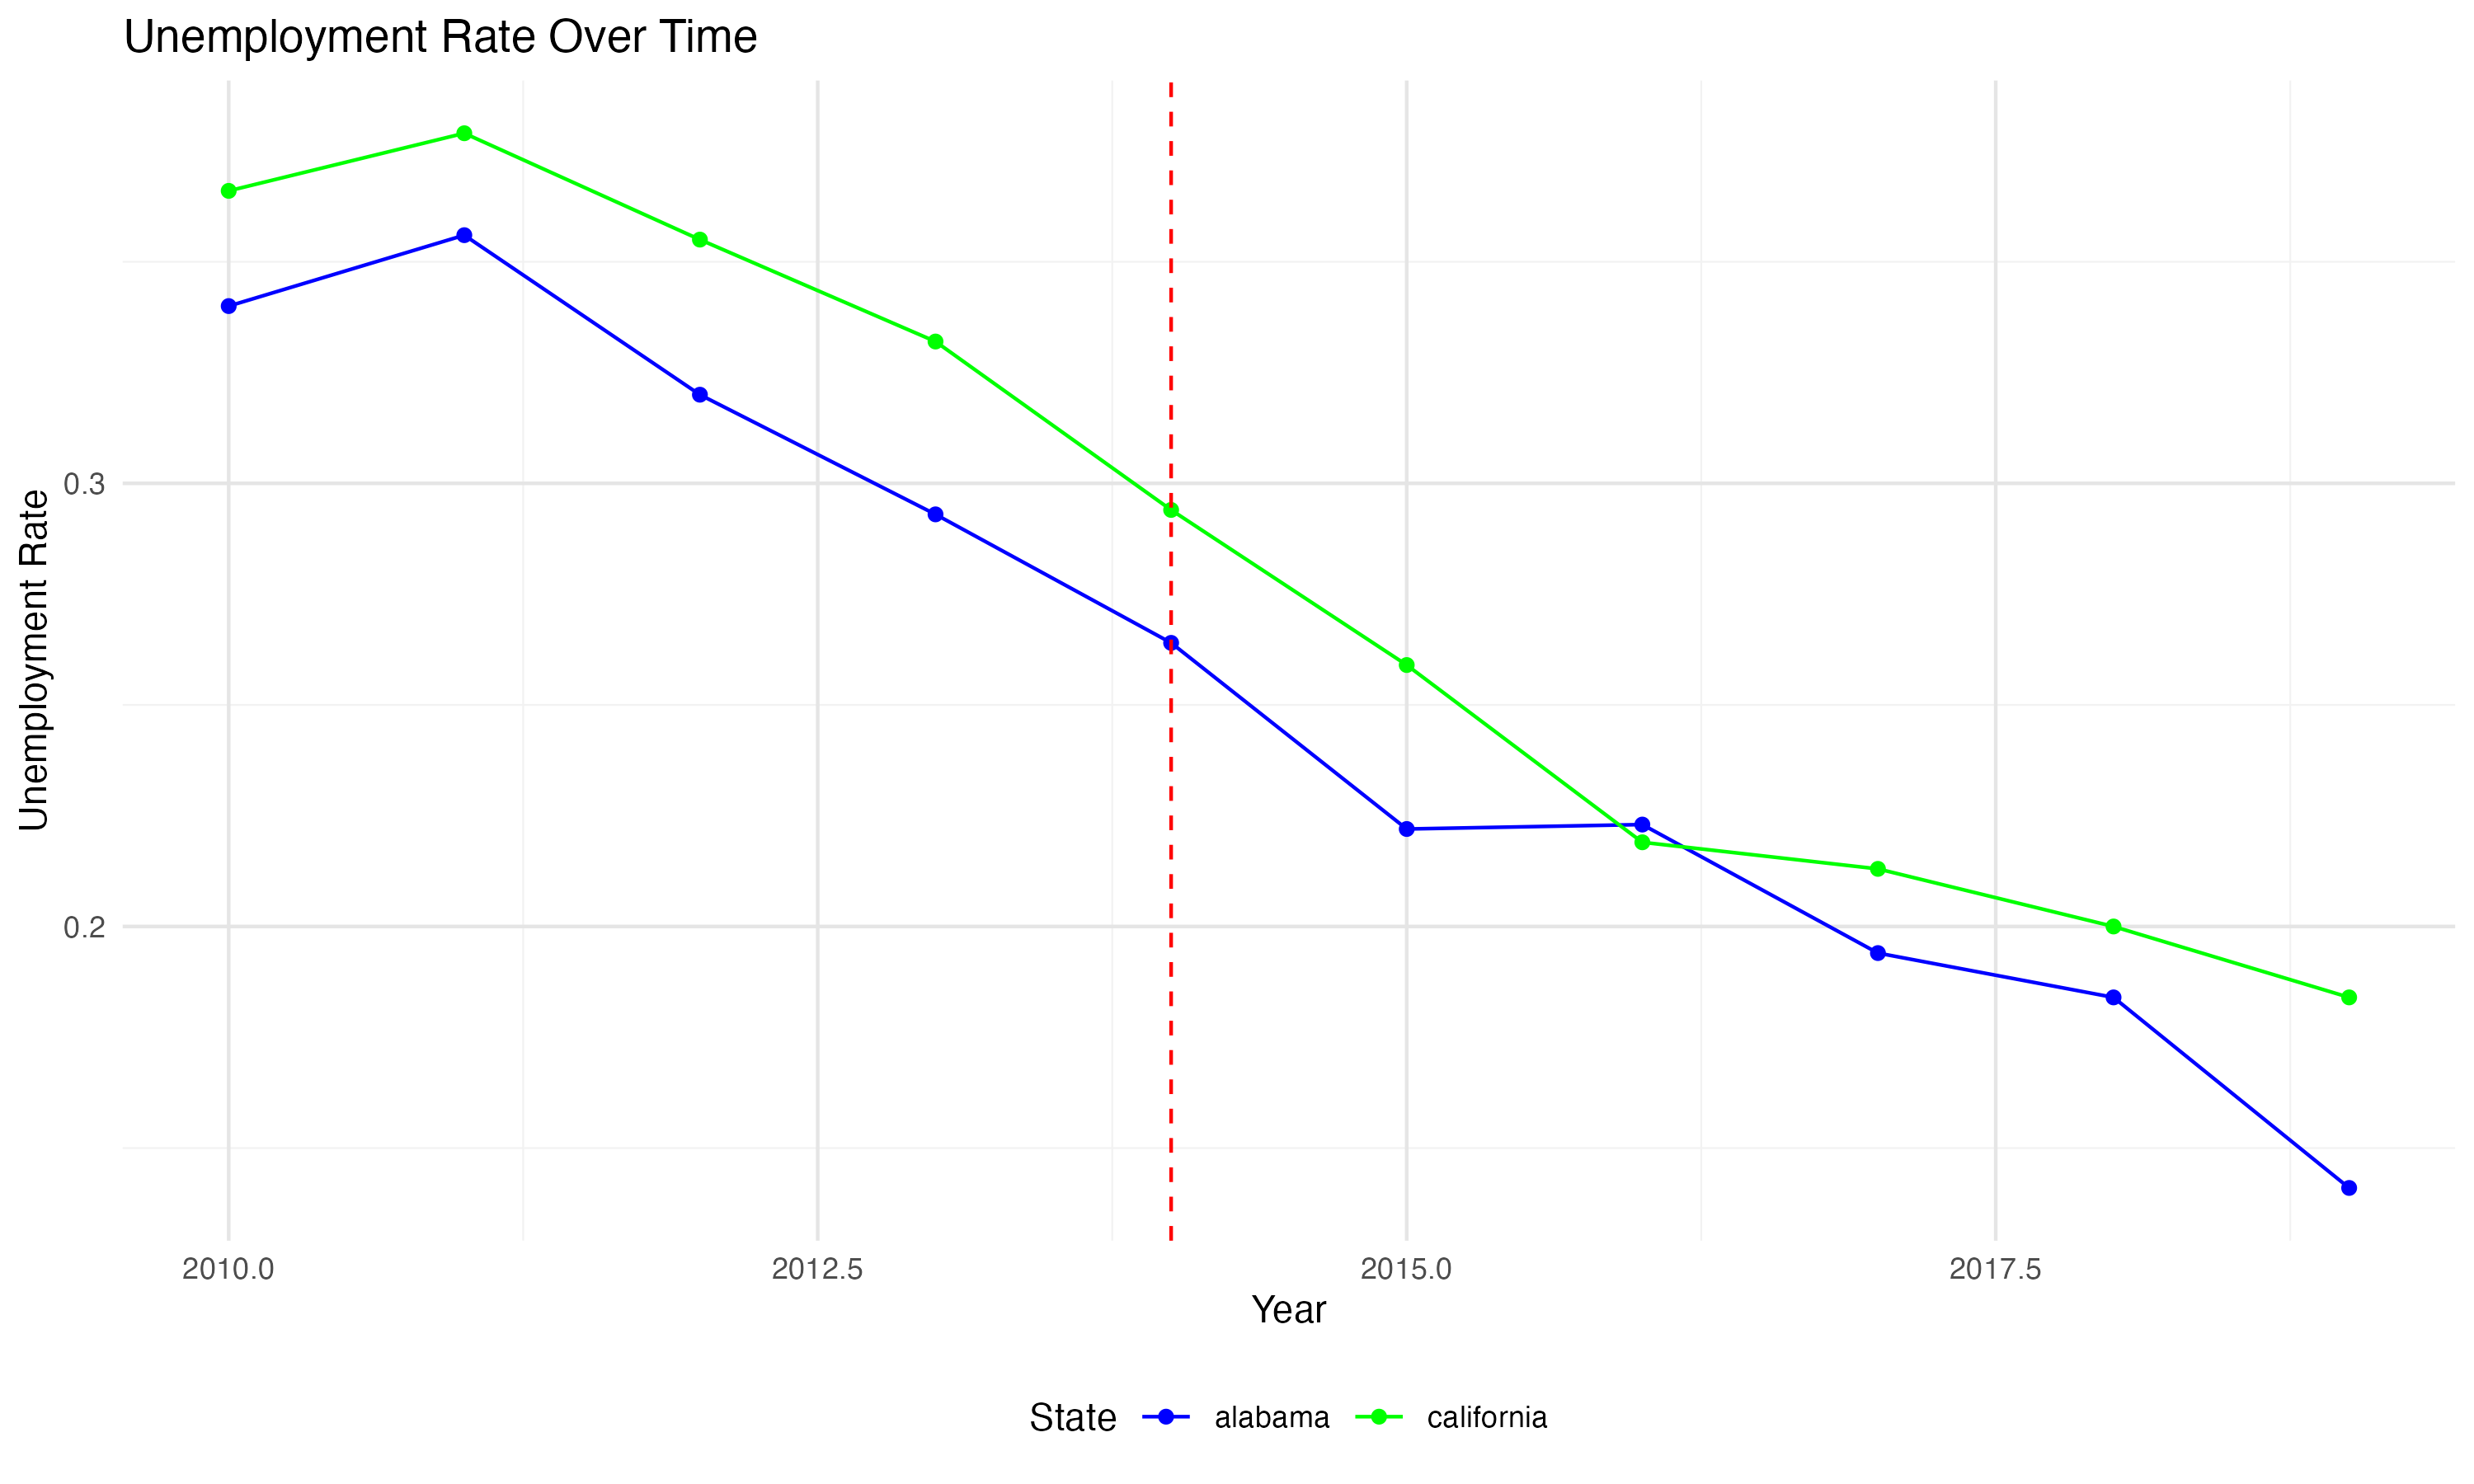 Unemployment Rate Over Time
Unemployment Rate
0.3
0.2
2010.0 2012.5 2015.0 2017.5
Year
State alabama california